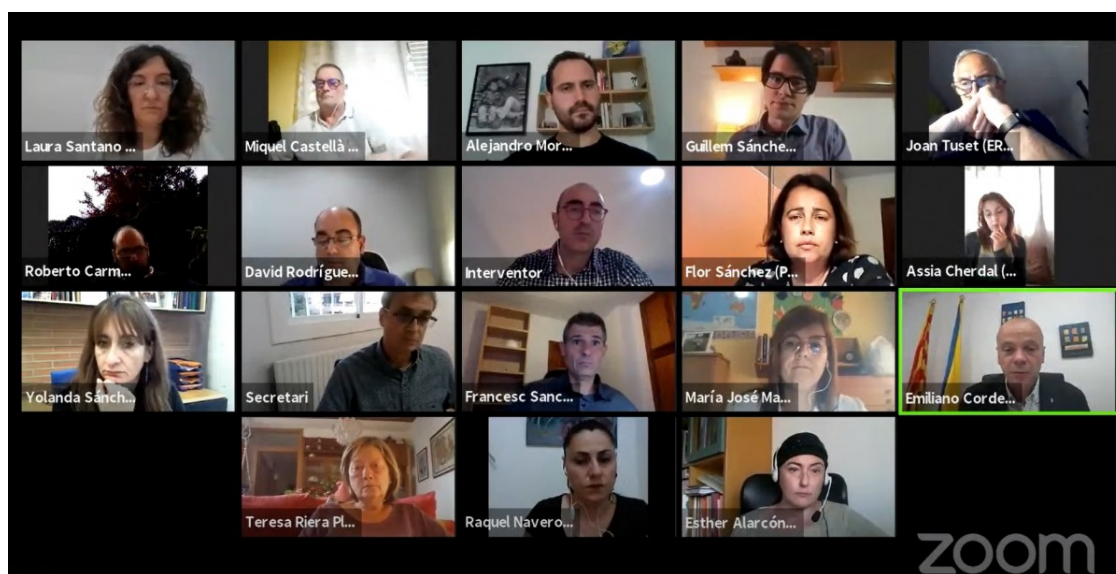 Laura Santano ...
Miquel Castellà ...
Alejandro Mor...
Guillem Sánche...
Joan Tuset (ER...
Roberto Carm...
David Rodrígue...
Interventor
Flor Sánchez (P...
Assia Cherdal (...
Yolanda Sánch...
Secretari
Francesc Sanc...
María José Ma...
Emiliano Corde...
Teresa Riera Pl...
Raquel Navero...
Esther Alarcón...
zoom